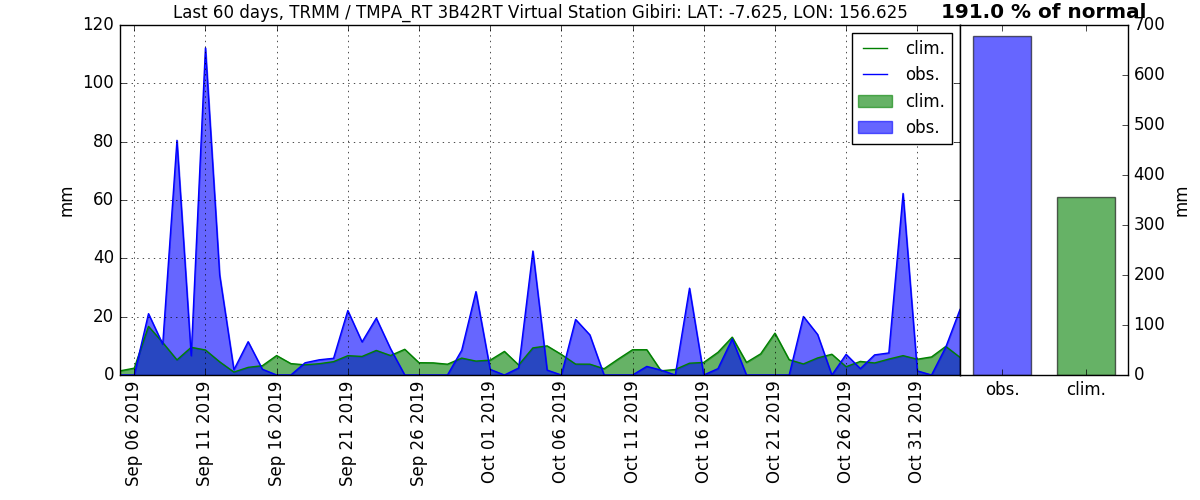 Last 60 days, TRMM / TMPA_RT 3B42RT Virtual Station Gibiri: LAT: -7.625, LON: 156.625
191.0 % of normal
120
100
80
60
40
20
0
mm
clim.
obs.
clim.
obs.
700
600
500
400
300
200
100
0
mm
obs.
clim.
Sep 06 2019
Sep 11 2019
Sep 16 2019
Sep 21 2019
Sep 26 2019
Oct 01 2019
Oct 06 2019
Oct 11 2019
Oct 16 2019
Oct 21 2019
Oct 26 2019
Oct 31 2019